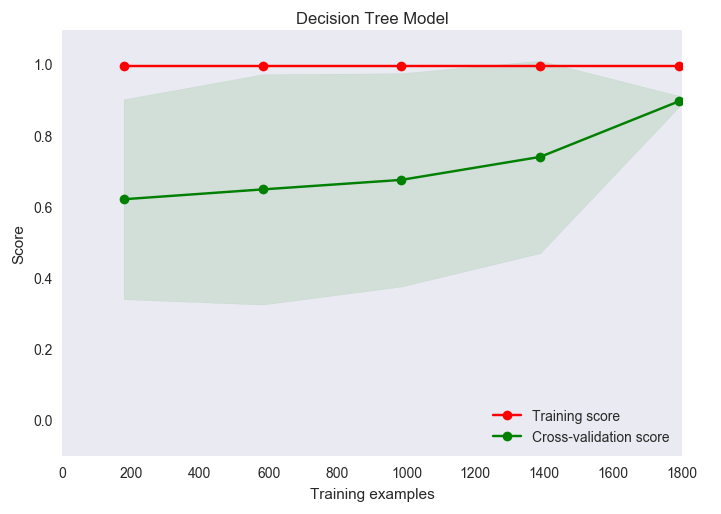 Decision Tree Model
1.0
0.8
0.6
0.4
0.2
0.0
Score
0 200 400 600 800 1000 1200 1400 1600 1800
Training examples
Training score
Cross-validation score